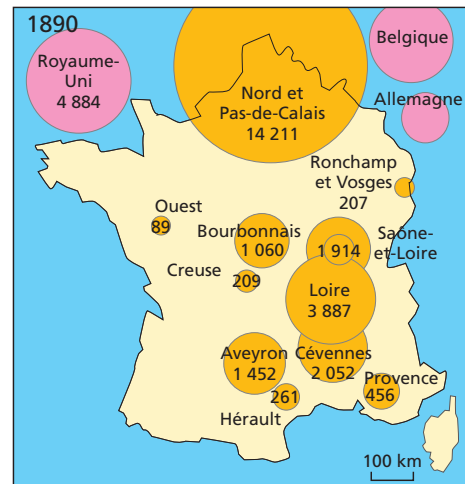 1890
Royaume-
Uni
4 884
Belgique
Allemagne
Nord et
Pas-de-Calais
14 211
Ronchamp
et Vosges
207
Ouest
89
Bourbonnais
1 060
1 914
Saône-
et-Loire
Creuse
209
Loire
3 887
Aveyron
1 452
Cévennes
2 052
Provence
456
261
Hérault
100 km